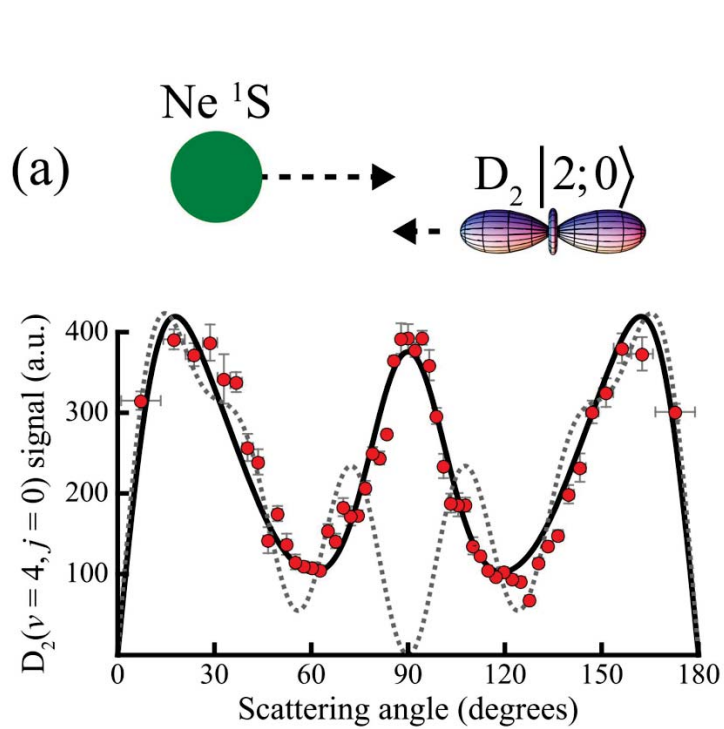 Ne ¹S
(a)
D₂ |2;0⟩
D₂(v = 4, j = 0) signal (a.u.)
400
300
200
100
0 30 60 90 120 150 180
Scattering angle (degrees)